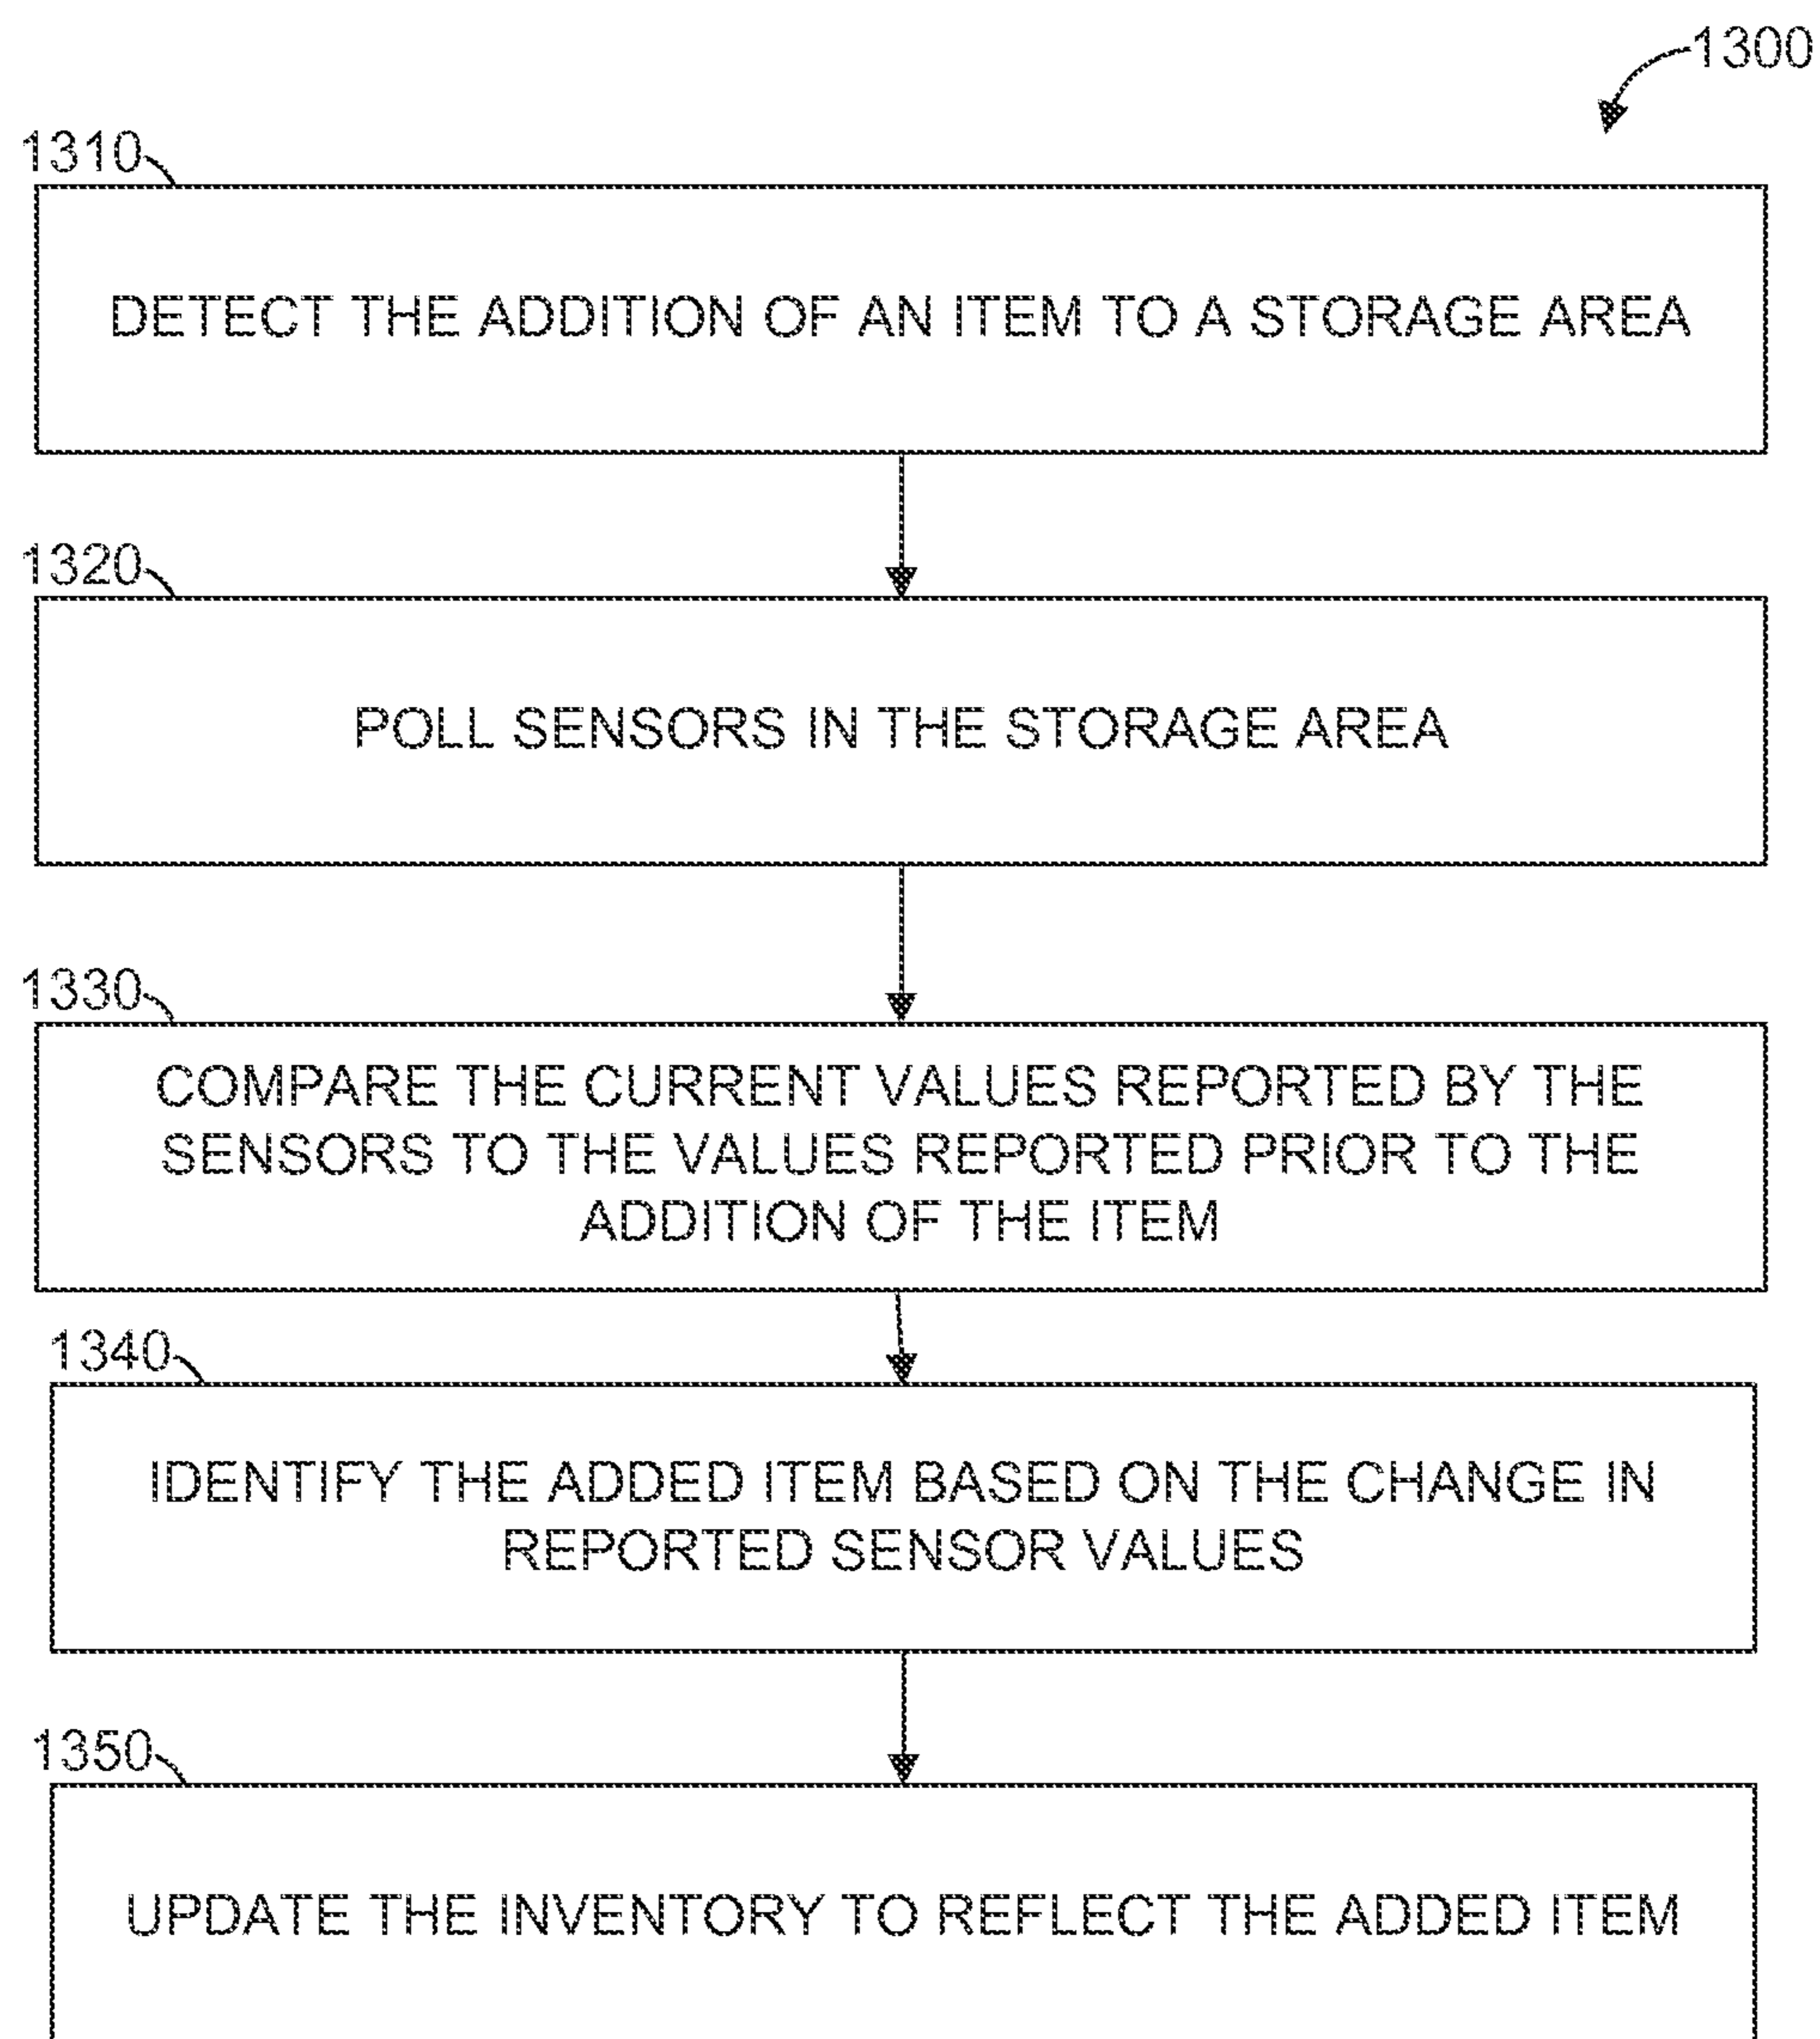 1300
1310
DETECT THE ADDITION OF AN ITEM TO A STORAGE AREA
1320
POLL SENSORS IN THE STORAGE AREA
1330
COMPARE THE CURRENT VALUES REPORTED BY THE
SENSORS TO THE VALUES REPORTED PRIOR TO THE
ADDITION OF THE ITEM
1340
IDENTIFY THE ADDED ITEM BASED ON THE CHANGE IN
REPORTED SENSOR VALUES
1350
UPDATE THE INVENTORY TO REFLECT THE ADDED ITEM